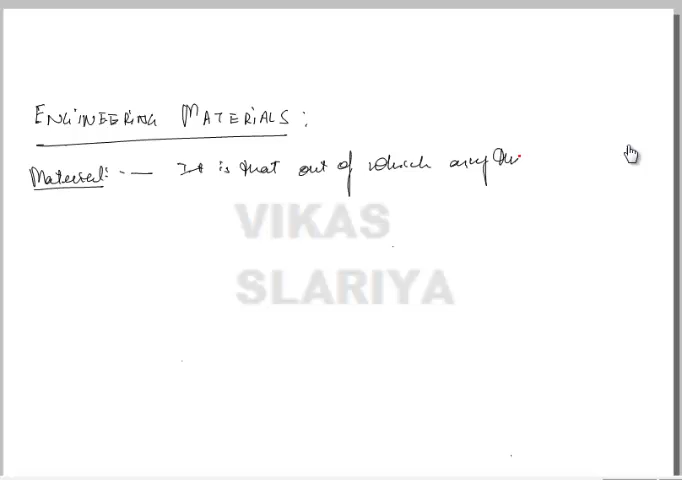 ENGINEERING MATERIALS :
Material: — It is that out of which any
VIKAS
SLARIYA